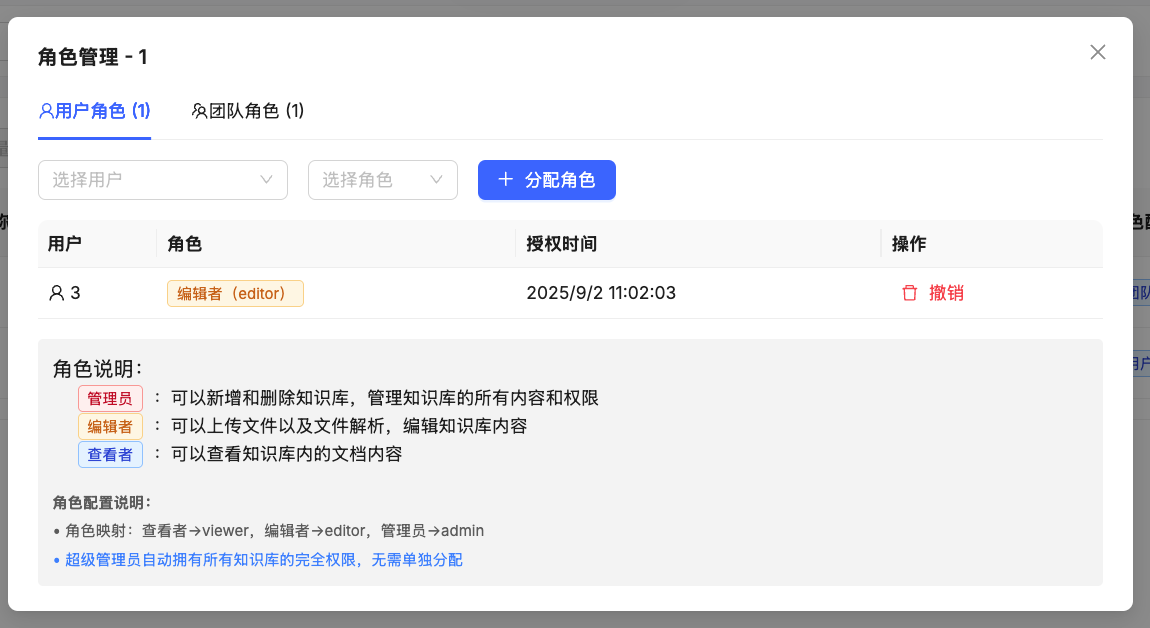 角色管理 - 1
用户角色 (1) 团队角色 (1)
选择用户 选择角色 + 分配角色
用户 角色 授权时间 操作
3 编辑者（editor） 2025/9/2 11:02:03 撤销
角色说明：
管理员 ：可以新增和删除知识库，管理知识库的所有内容和权限
编辑者 ：可以上传文件以及文件解析，编辑知识库内容
查看者 ：可以查看知识库内的文档内容
角色配置说明：
• 角色映射：查看者→viewer，编辑者→editor，管理员→admin
• 超级管理员自动拥有所有知识库的完全权限，无需单独分配